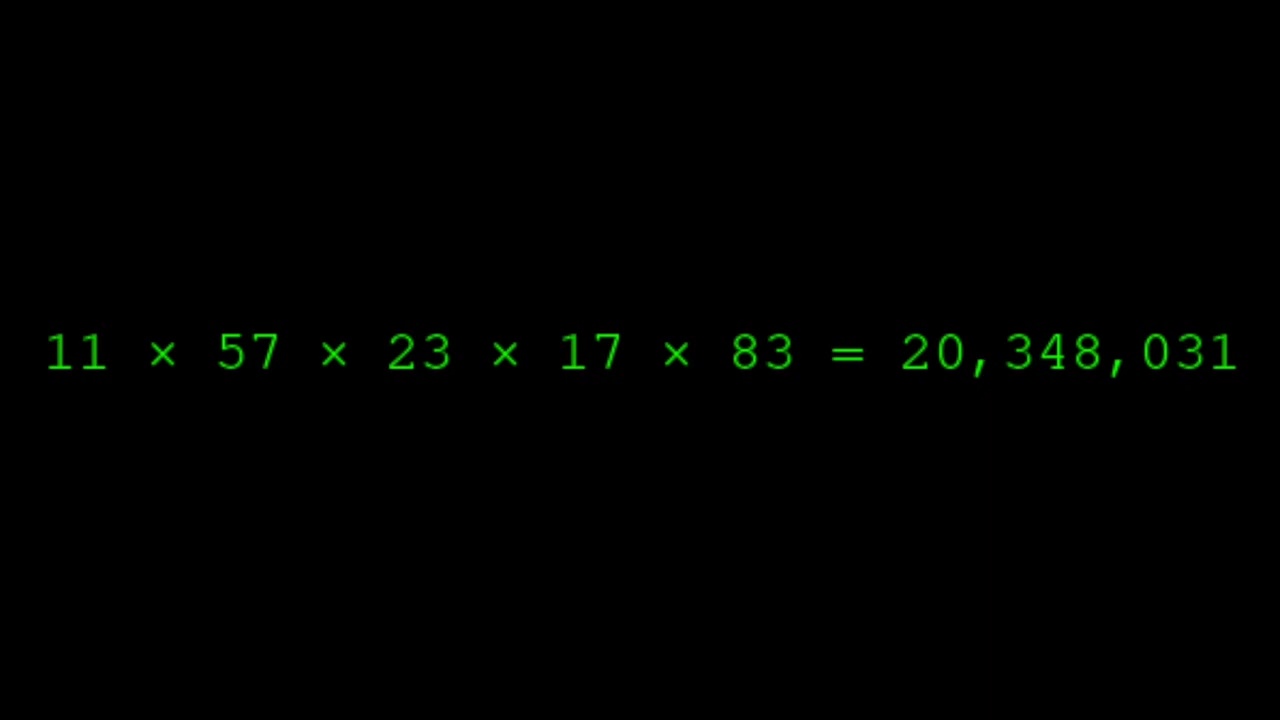 11 × 57 × 23 × 17 × 83 = 20,348,031